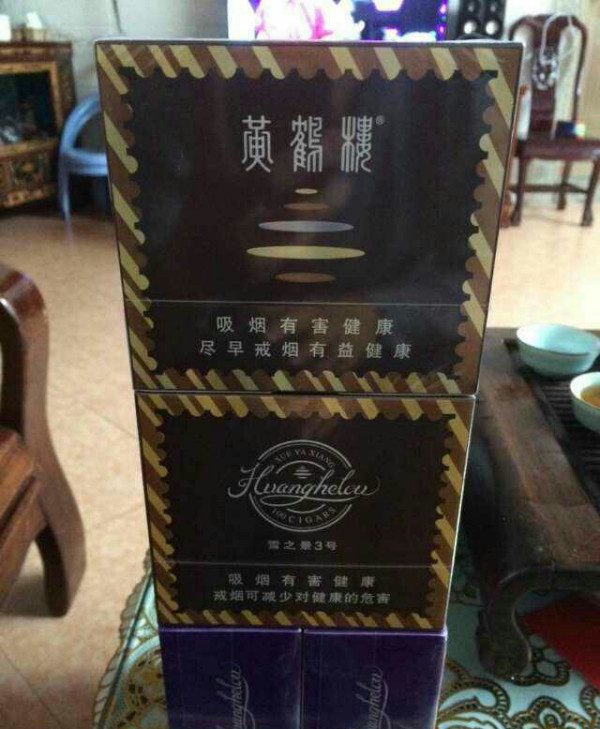 黄鹤楼®
吸烟有害健康
尽早戒烟有益健康
XUE YA XIANG
Huanghelou
100 CIGARS
雪之景3号
吸烟有害健康
戒烟可减少对健康的危害
Huanghelou
Huanghelou